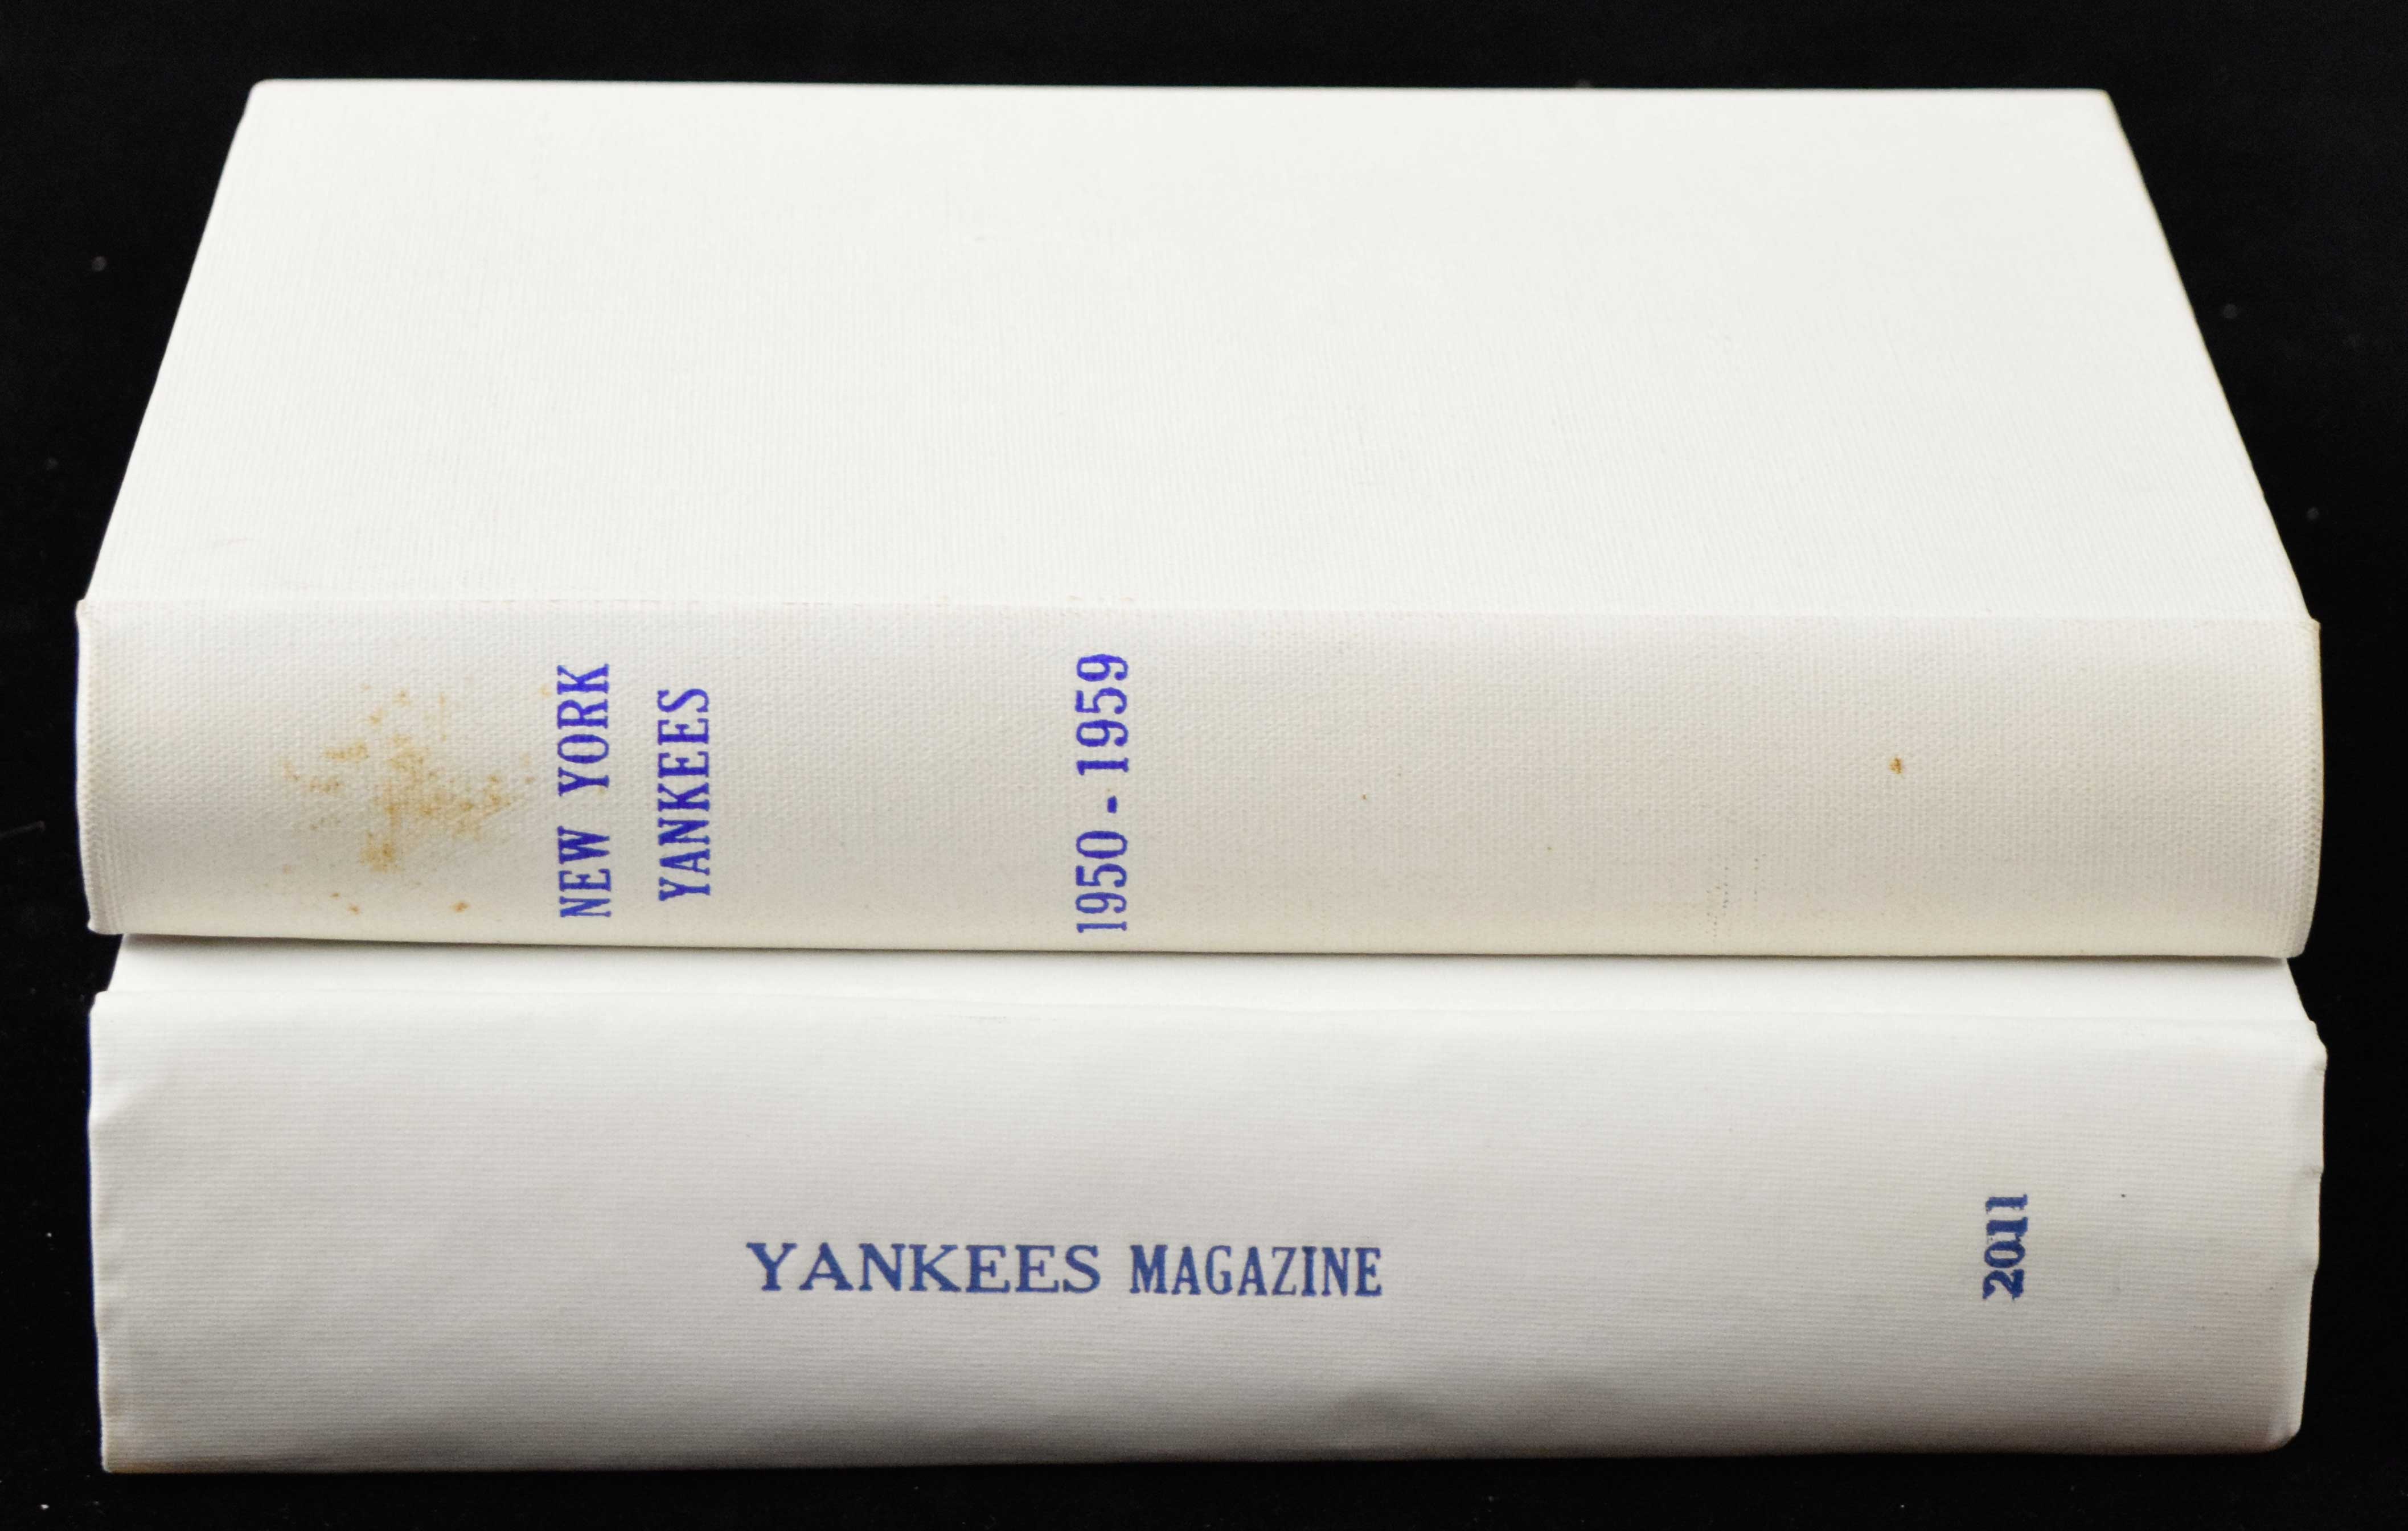 NEW YORK
YANKEES
1950-1959
YANKEES MAGAZINE
2011